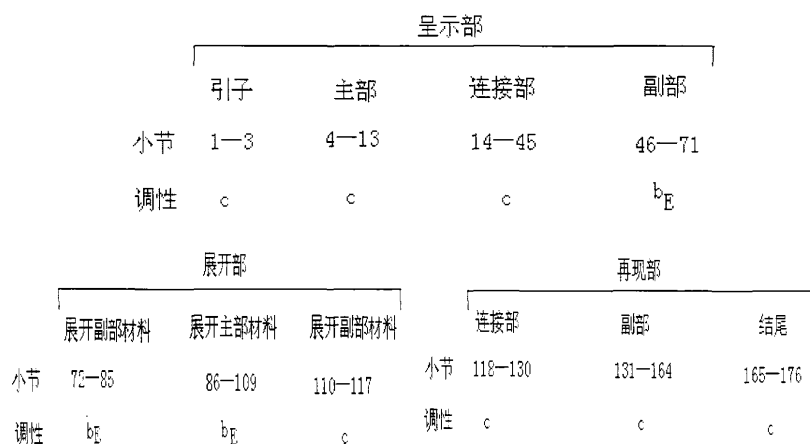 呈示部
引子 主部 连接部 副部
小节 1—3 4—13 14—45 46—71
调性 c c c bE
展开部
展开副部材料 展开主部材料 展开副部材料
小节 72—85 86—109 110—117
调性 bE bE c
再现部
连接部 副部 结尾
小节 118—130 131—164 165—176
调性 c c c